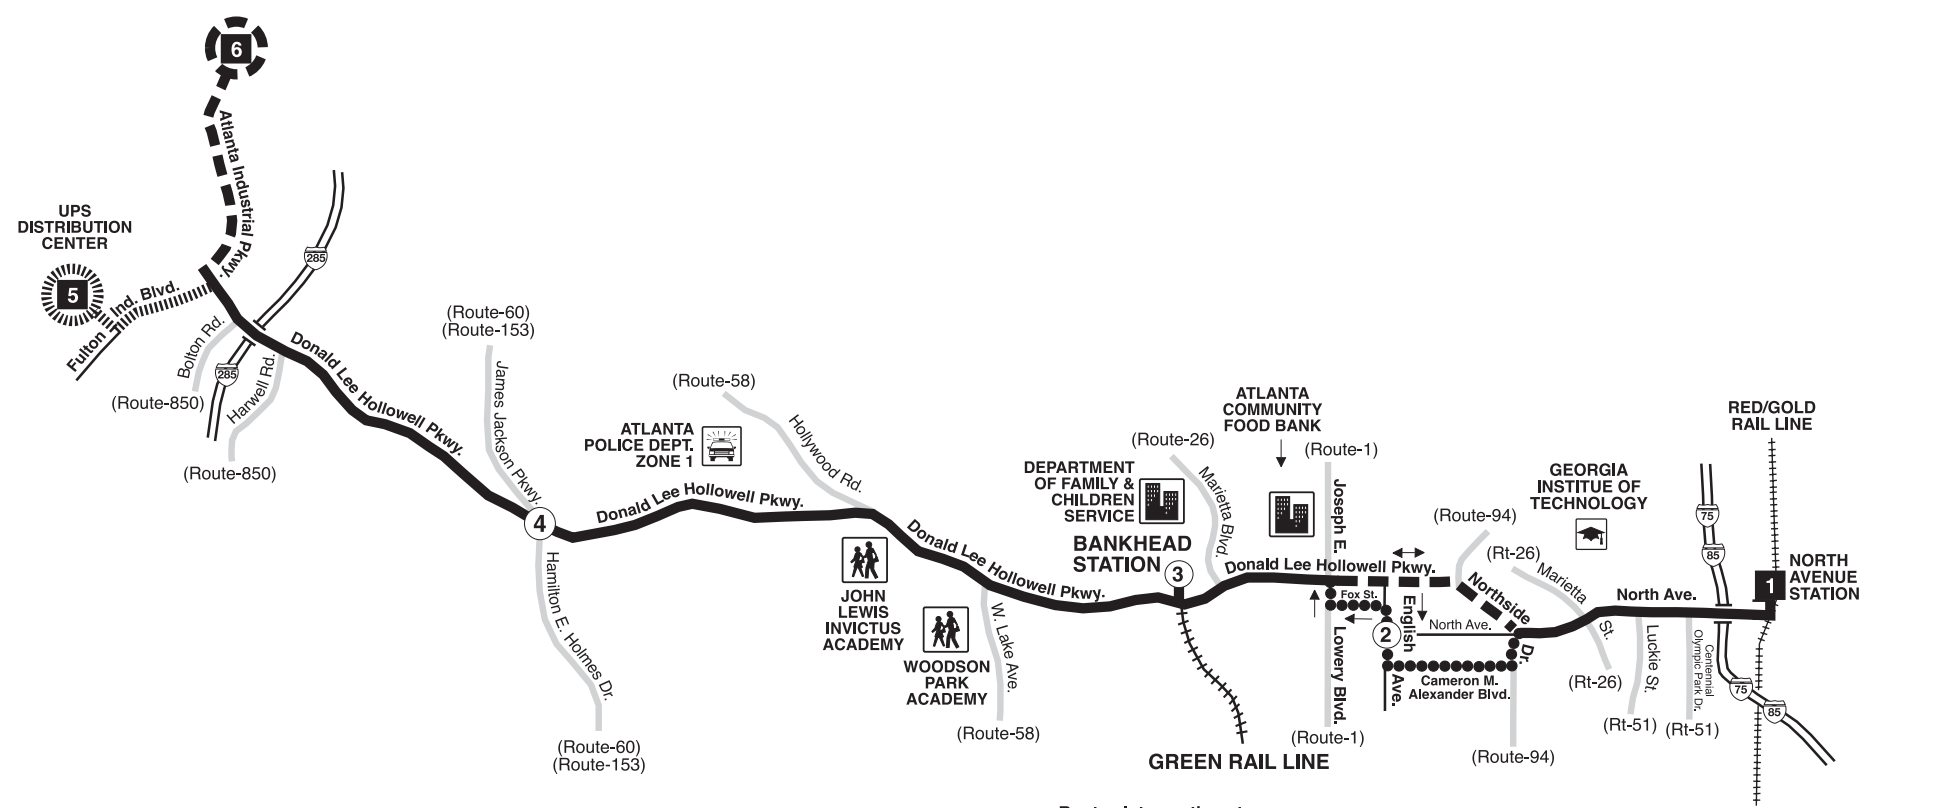 6
Atlanta Industrial Pkwy.
UPS
DISTRIBUTION
CENTER
5
Fulton Ind. Blvd.
285
Bolton Rd.
285
Harwell Rd.
(Route-850)
(Route-850)
Donald Lee Hollowell Pkwy.
(Route-60)
(Route-153)
James Jackson Pkwy.
4
Hamilton E. Holmes Dr.
(Route-60)
(Route-153)
ATLANTA
POLICE DEPT.
ZONE 1
Donald Lee Hollowell Pkwy.
(Route-58)
Hollywood Rd.
JOHN
LEWIS
INVICTUS
ACADEMY
WOODSON
PARK
ACADEMY
Donald Lee Hollowell Pkwy.
W. Lake Ave.
(Route-58)
DEPARTMENT
OF FAMILY &
CHILDREN
SERVICE
BANKHEAD
STATION
3
(Route-26)
Marietta Blvd.
GREEN RAIL LINE
ATLANTA
COMMUNITY
FOOD BANK
(Route-1)
Joseph E.
Lowery Blvd.
(Route-1)
Donald Lee Hollowell Pkwy.
Fox St.
2
English
Ave.
North Ave.
Cameron M.
Alexander Blvd.
(Route-94)
Northside
Dr.
(Route-94)
(Rt-26)
Marietta
St.
(Rt-26)
GEORGIA
INSTITUE OF
TECHNOLOGY
North Ave.
Luckie St.
(Rt-51)
Centennial
Olympic Park Dr.
(Rt-51)
75
85
75
85
RED/GOLD
RAIL LINE
1
NORTH
AVENUE
STATION